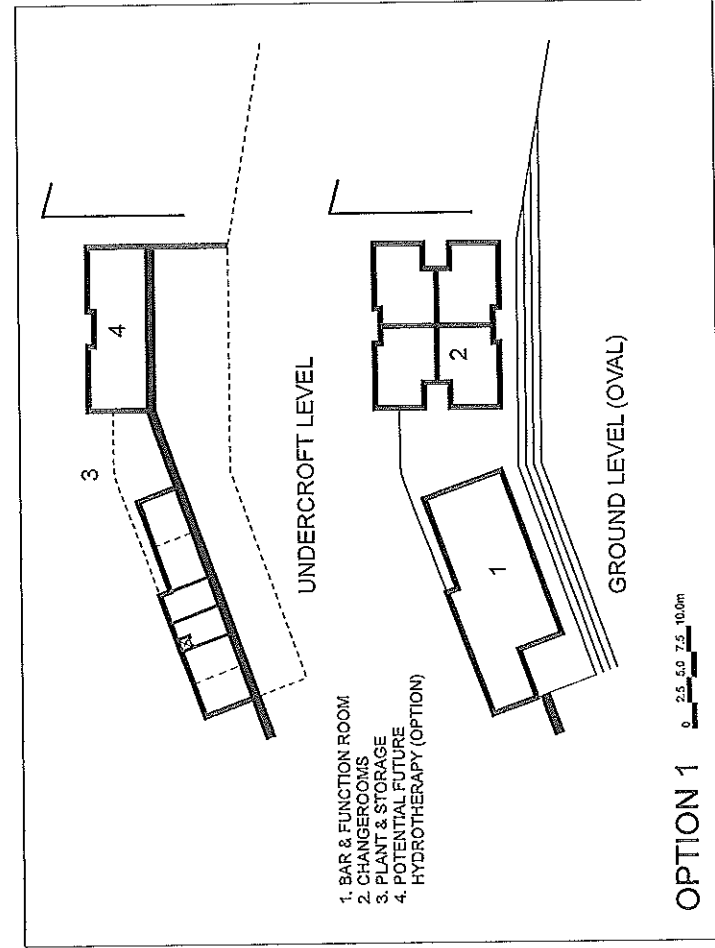 3
4
UNDERCROFT LEVEL
1. BAR & FUNCTION ROOM
2. CHANGEROOMS
3. PLANT & STORAGE
4. POTENTIAL FUTURE
HYDROTHERAPY (OPTION)
1
2
GROUND LEVEL (OVAL)
OPTION 1
0 2.5 5.0 7.5 10.0m